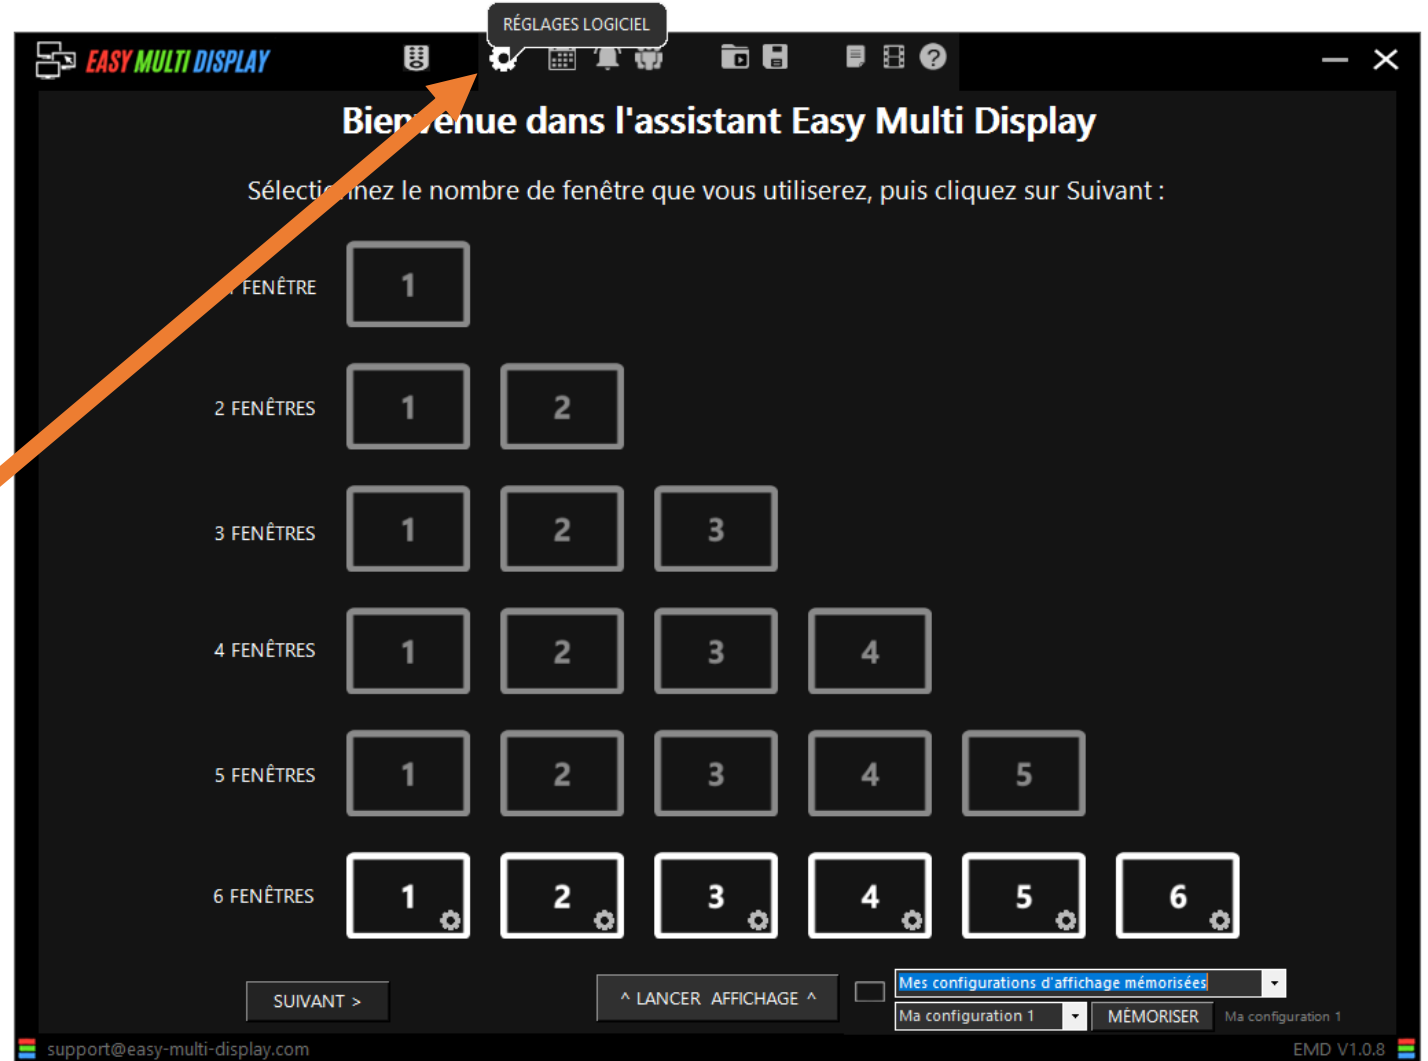 RÉGLAGES LOGICIEL
EASY MULTI DISPLAY
Bienvenue dans l'assistant Easy Multi Display
Sélectionnez le nombre de fenêtre que vous utiliserez, puis cliquez sur Suivant :
FENÊTRE 1
2 FENÊTRES 1 2
3 FENÊTRES 1 2 3
4 FENÊTRES 1 2 3 4
5 FENÊTRES 1 2 3 4 5
6 FENÊTRES 1 2 3 4 5 6
SUIVANT >
^ LANCER AFFICHAGE ^
Mes configurations d'affichage mémorisées
Ma configuration 1 MÉMORISER Ma configuration 1
support@easy-multi-display.com EMD V1.0.8